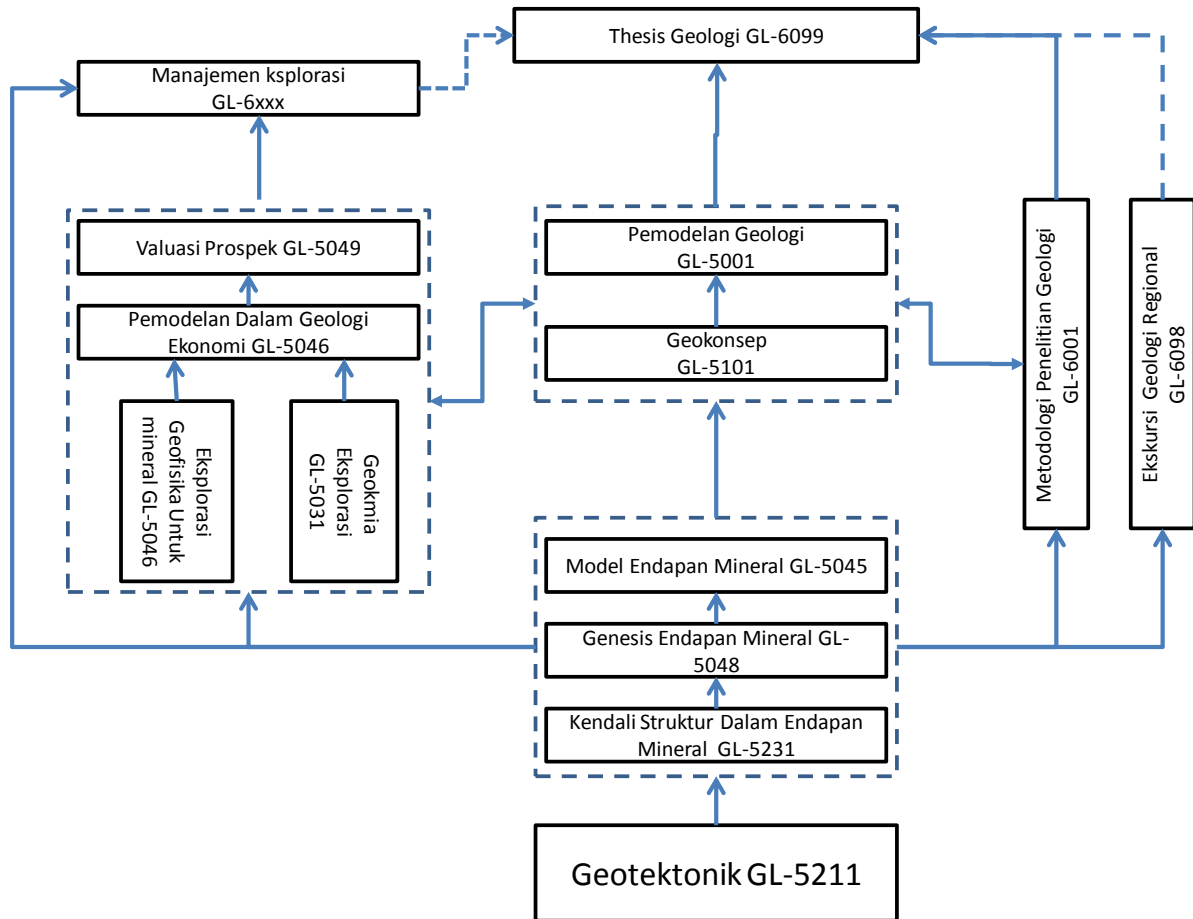 Thesis Geologi GL-6099
Manajemen ksplorasi
GL-6xxx
Valuasi Prospek GL-5049
Pemodelan Dalam Geologi
Ekonomi GL-5046
Eksplorasi
Geofisika Untuk
mineral GL-5046
Geokmia
Eksplorasi
GL-5031
Pemodelan Geologi
GL-5001
Geokonsep
GL-5101
Metodologi Penelitian Geologi
GL-6001
Ekskursi Geologi Regional
GL-6098
Model Endapan Mineral GL-5045
Genesis Endapan Mineral GL-
5048
Kendali Struktur Dalam Endapan
Mineral GL-5231
Geotektonik GL-5211